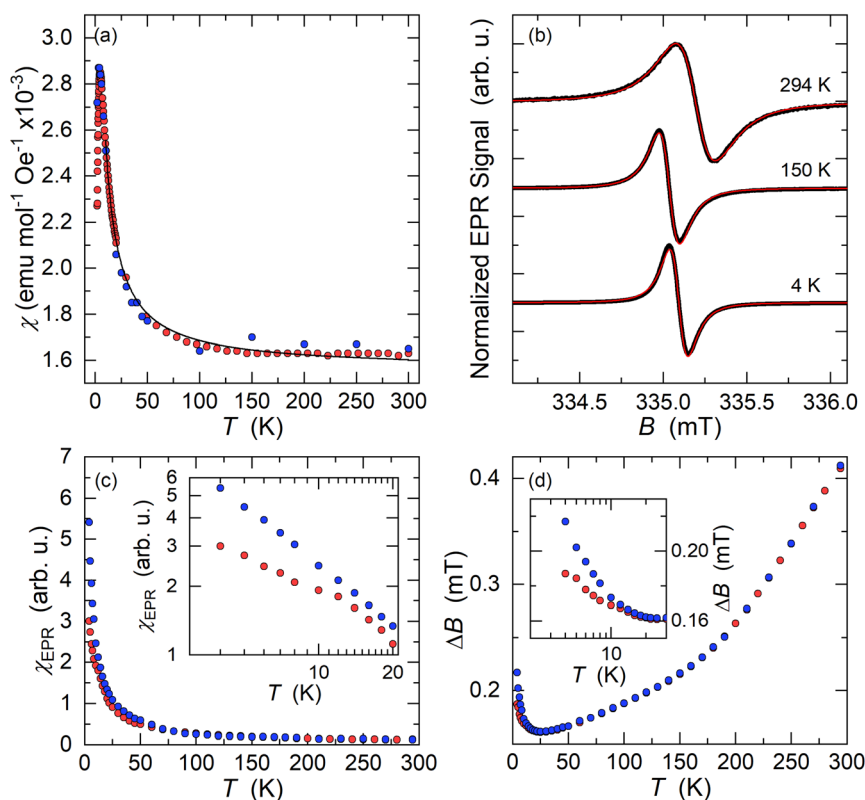 (a)
3.0
2.8
2.6
2.4
2.2
2.0
1.8
1.6
χ (emu mol⁻¹ Oe⁻¹ x10⁻³)
0 50 100 150 200 250 300
T (K)
(b)
294 K
150 K
4 K
Normalized EPR Signal (arb. u.)
334.5 335.0 335.5 336.0
B (mT)
(c)
7
6
5
4
3
2
1
0
χEPR (arb. u.)
0 50 100 150 200 250 300
T (K)
6
5
4
3
2
1
χEPR (arb. u.)
10 20
T (K)
(d)
0.4
0.3
0.2
ΔB (mT)
0 50 100 150 200 250 300
T (K)
0.20
0.16
ΔB (mT)
10
T (K)